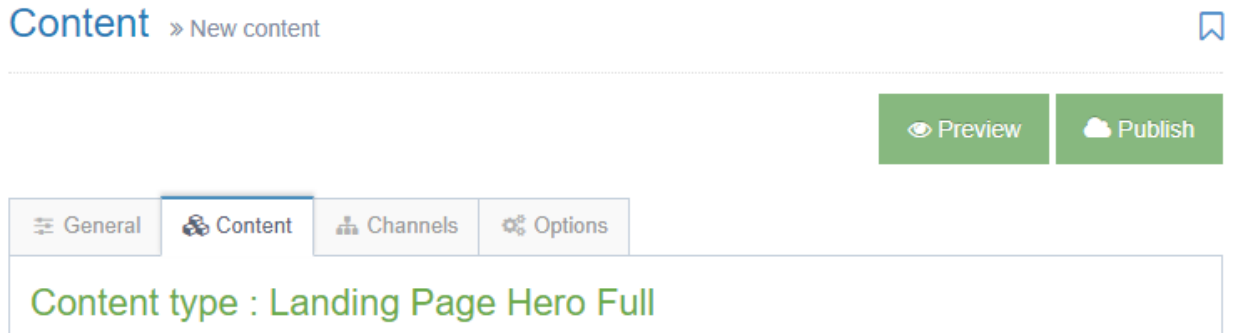 Content » New content
Preview Publish
General Content Channels Options
Content type : Landing Page Hero Full